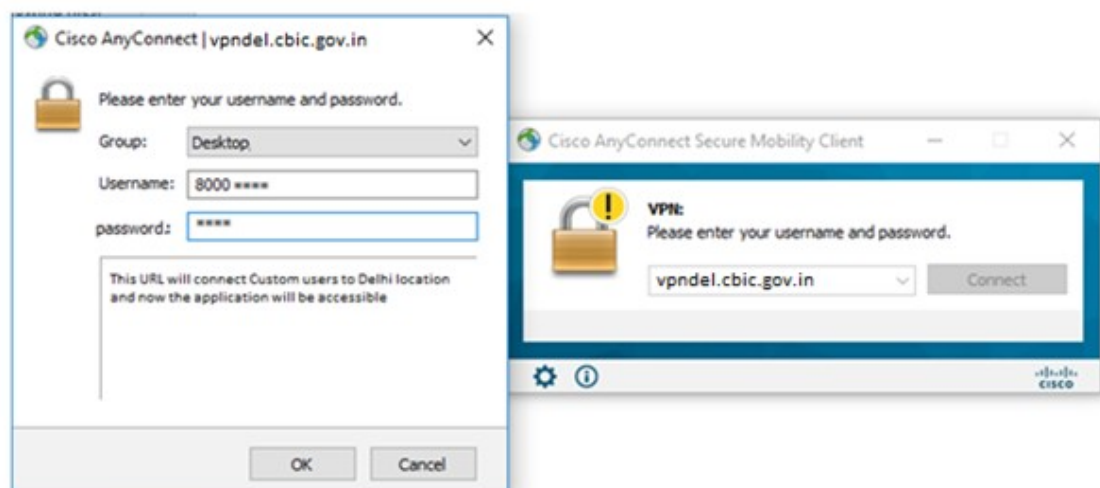 Cisco AnyConnect | vpndel.cbic.gov.in
Please enter your username and password.
Group: Desktop
Username: 8000 ****
password.: ****
This URL will connect Custom users to Delhi location
and now the application will be accessible
OK Cancel
Cisco AnyConnect Secure Mobility Client
VPN:
Please enter your username and password.
vpndel.cbic.gov.in Connect
CISCO